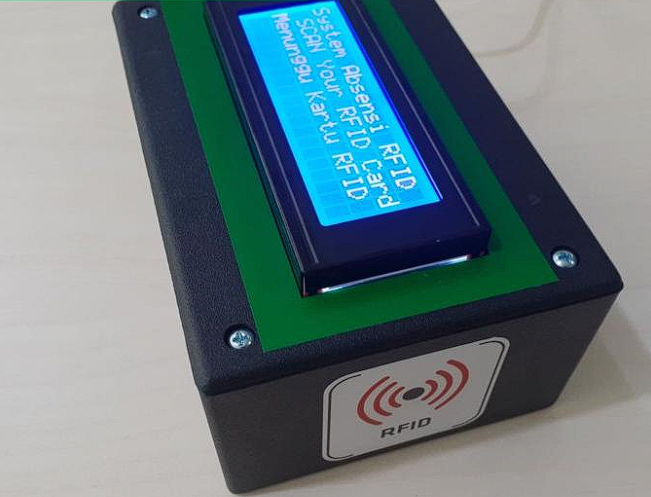 System Absensi RFID
SCAN Your RFID Card
Menunggu Kartu RFID
RFID